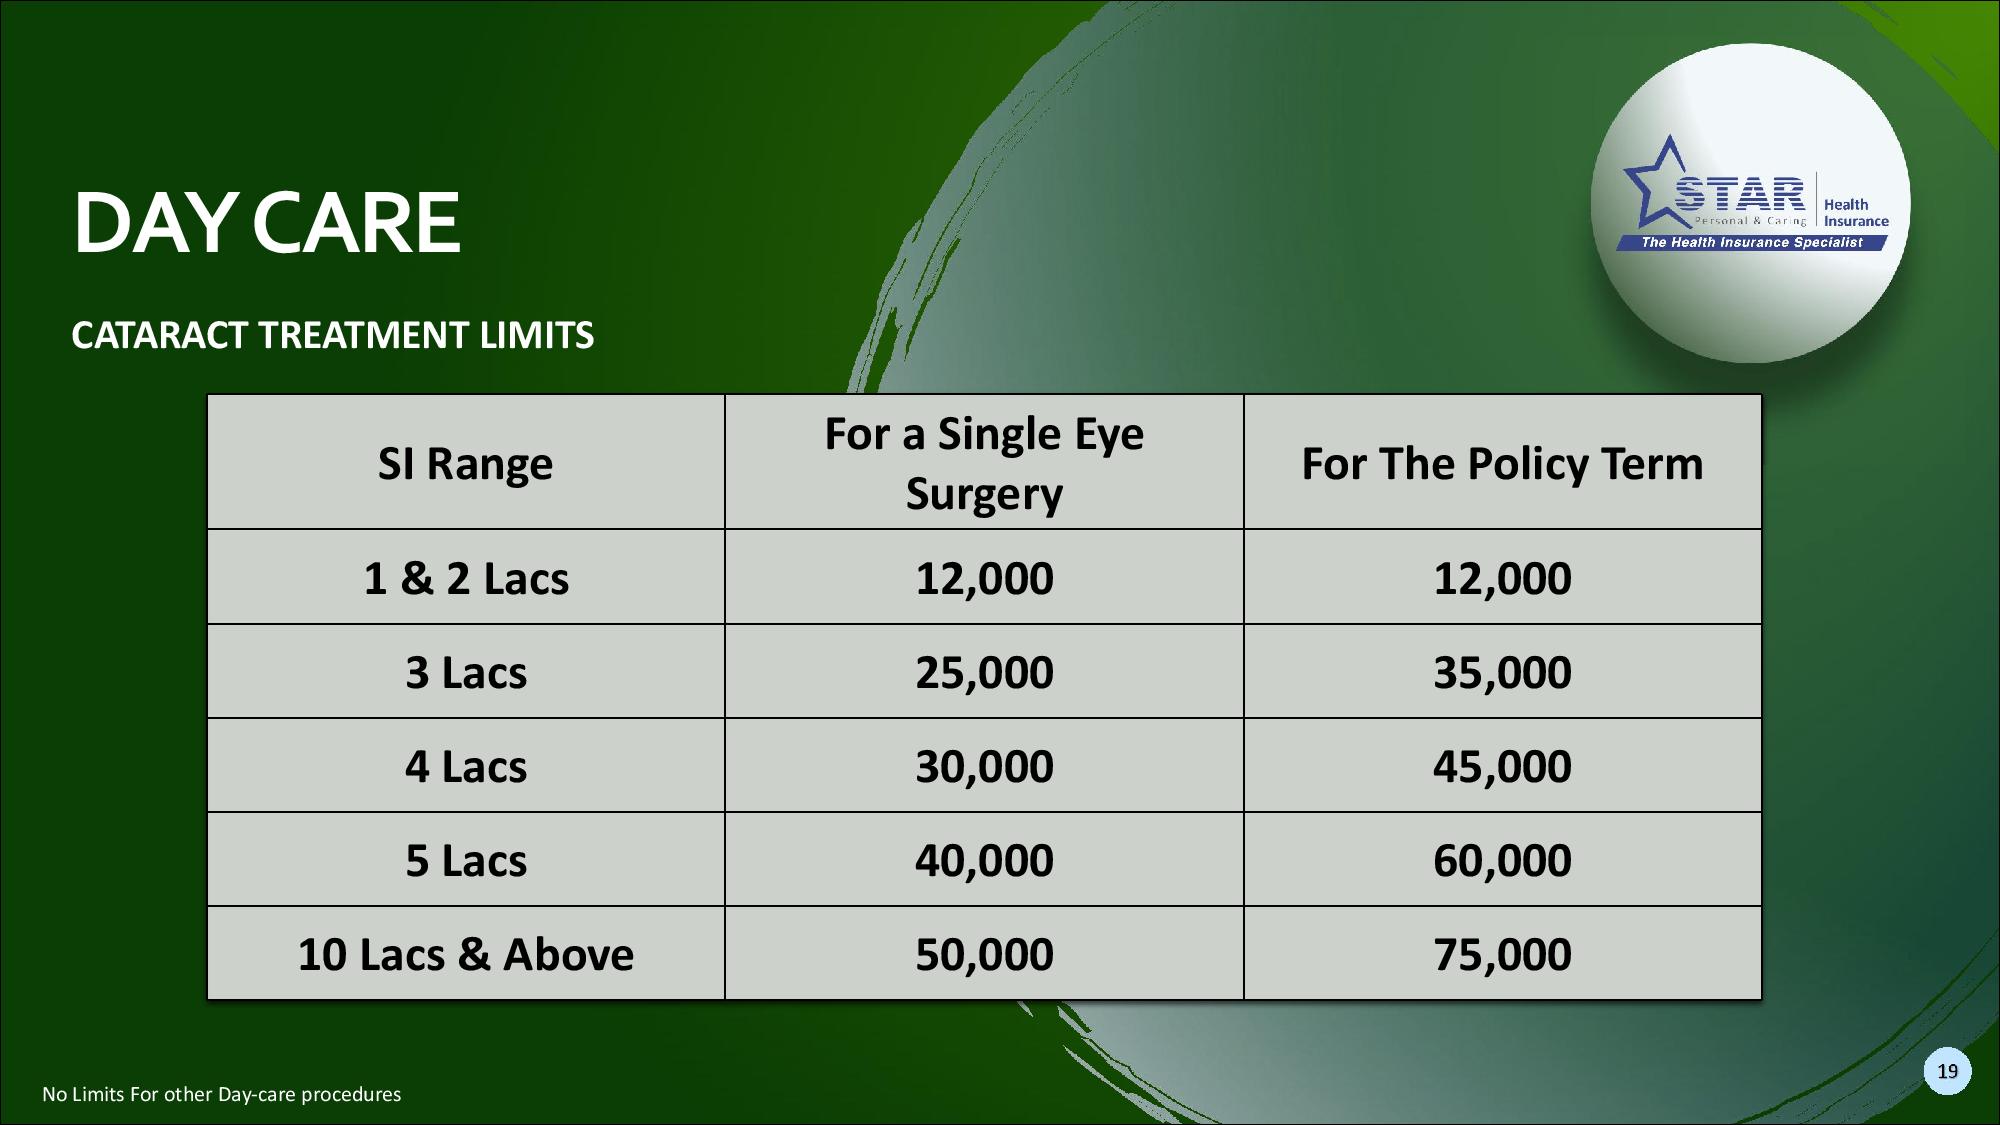 STAR
Personal & Caring
Health
Insurance
The Health Insurance Specialist
DAY CARE
CATARACT TREATMENT LIMITS
SI Range
For a Single Eye
Surgery
For The Policy Term
1 & 2 Lacs
12,000
12,000
3 Lacs
25,000
35,000
4 Lacs
30,000
45,000
5 Lacs
40,000
60,000
10 Lacs & Above
50,000
75,000
No Limits For other Day-care procedures
19